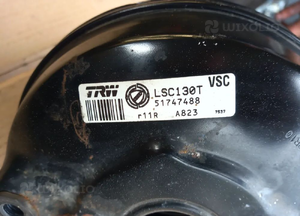 VSC
TRW LSC130T
51747488
r11R A823